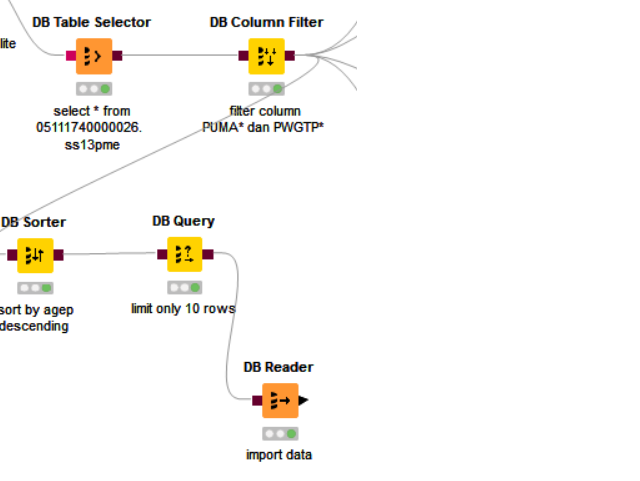 DB Table Selector
DB Column Filter
lite
select * from
05111740000026.
ss13pme
filter column
PUMA* dan PWGTP*
DB Sorter
DB Query
sort by agep
descending
limit only 10 rows
DB Reader
import data